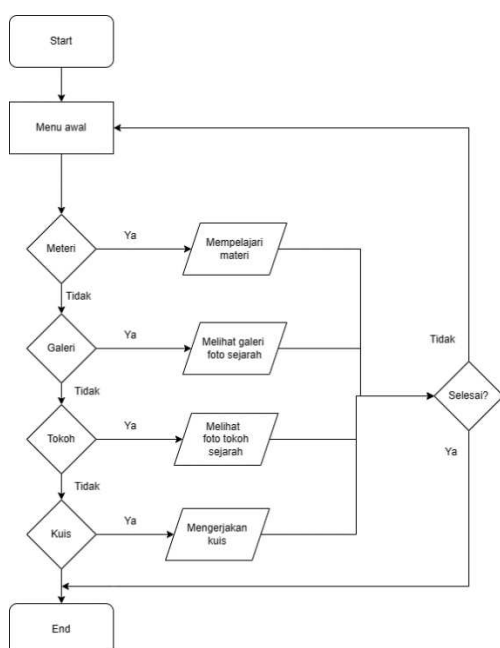 Start
Menu awal
Meteri
Ya
Mempelajari
materi
Tidak
Galeri
Ya
Melihat galeri
foto sejarah
Tidak
Tokoh
Ya
Melihat
foto tokoh
sejarah
Tidak
Kuis
Ya
Mengerjakan
kuis
Tidak
Selesai?
Ya
End